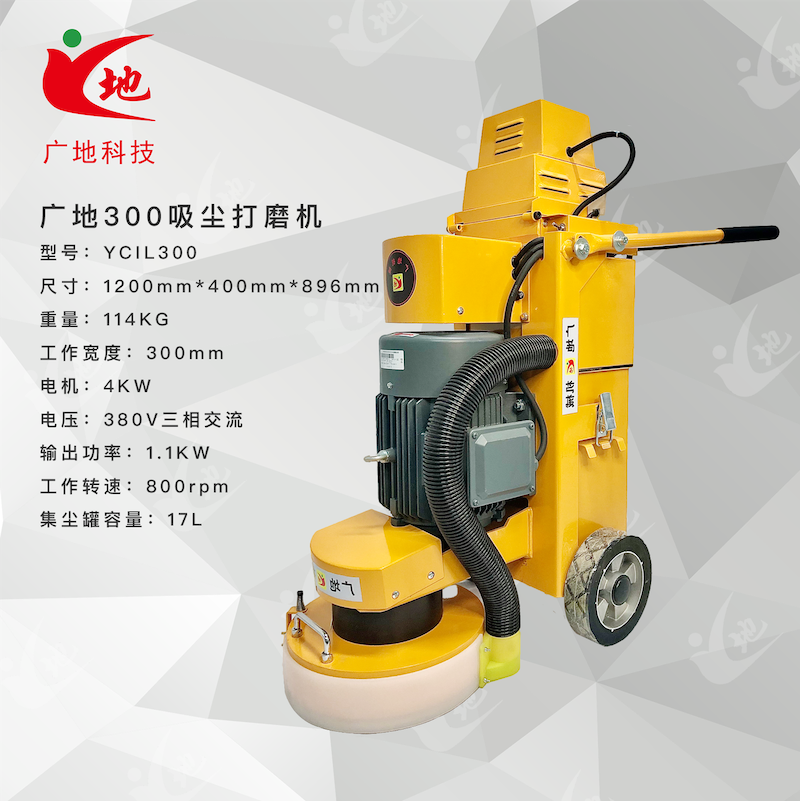 地
广地科技
广地300吸尘打磨机
型号：YCIL300
尺寸：1200mm*400mm*896mm
重量：114KG
工作宽度：300mm
电机：4KW
电压：380V三相交流
输出功率：1.1KW
工作转速：800rpm
集尘罐容量：17L